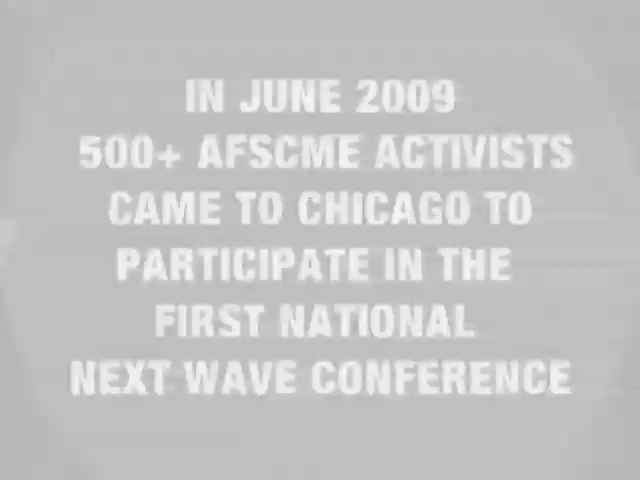 IN JUNE 2009
500+ AFSCME ACTIVISTS
CAME TO CHICAGO TO
PARTICIPATE IN THE
FIRST NATIONAL
NEXT WAVE CONFERENCE